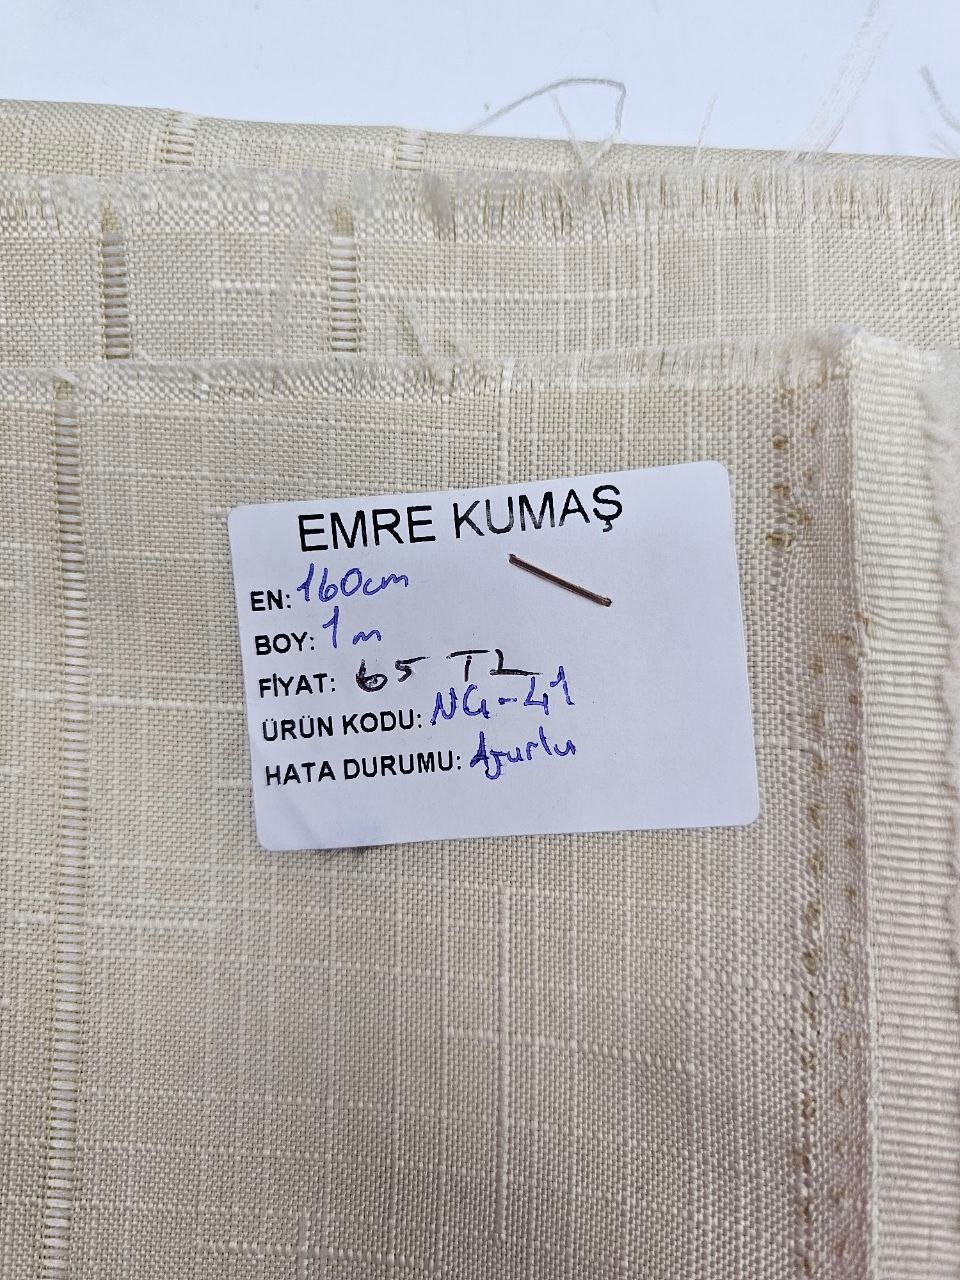 EMRE KUMAŞ
EN: 160cm
BOY: 1 m
FİYAT: 65 TL
ÜRÜN KODU: NG-41
HATA DURUMU: Ajurlu